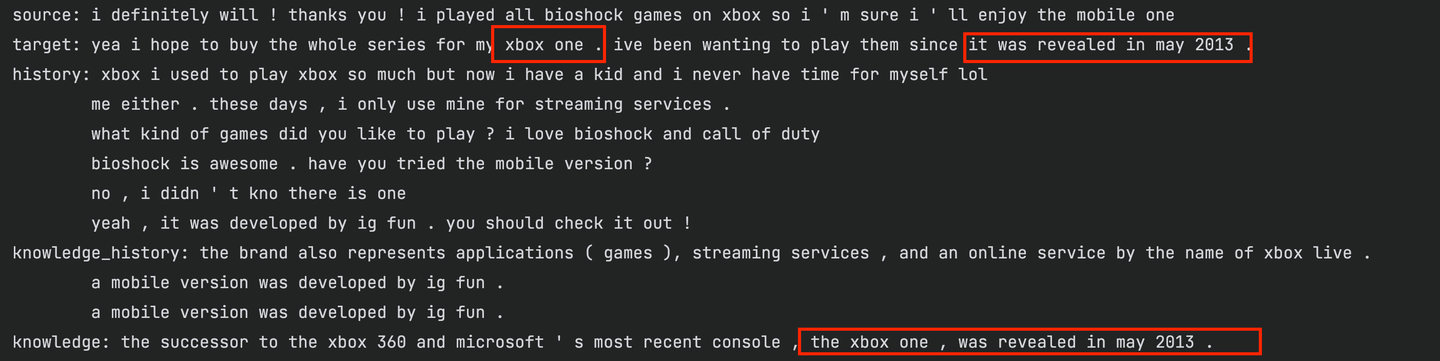 source: i definitely will ! thanks you ! i played all bioshock games on xbox so i ' m sure i ' ll enjoy the mobile one
target: yea i hope to buy the whole series for my xbox one . ive been wanting to play them since it was revealed in may 2013 .
history: xbox i used to play xbox so much but now i have a kid and i never have time for myself lol
me either . these days , i only use mine for streaming services .
what kind of games did you like to play ? i love bioshock and call of duty
bioshock is awesome . have you tried the mobile version ?
no , i didn ' t kno there is one
yeah , it was developed by ig fun . you should check it out !
knowledge_history: the brand also represents applications ( games ), streaming services , and an online service by the name of xbox live .
a mobile version was developed by ig fun .
a mobile version was developed by ig fun .
knowledge: the successor to the xbox 360 and microsoft ' s most recent console , the xbox one , was revealed in may 2013 .